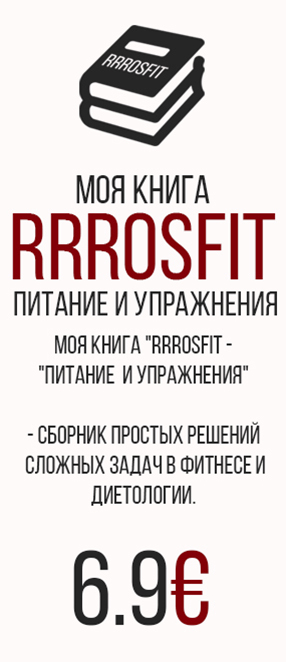 RRROSFIT
МОЯ КНИГА
RRROSFIT
ПИТАНИЕ И УПРАЖНЕНИЯ
МОЯ КНИГА "RRROSFIT -
"ПИТАНИЕ И УПРАЖНЕНИЯ"
- СБОРНИК ПРОСТЫХ РЕШЕНИЙ
СЛОЖНЫХ ЗАДАЧ В ФИТНЕСЕ И
ДИЕТОЛОГИИ.
6.9€